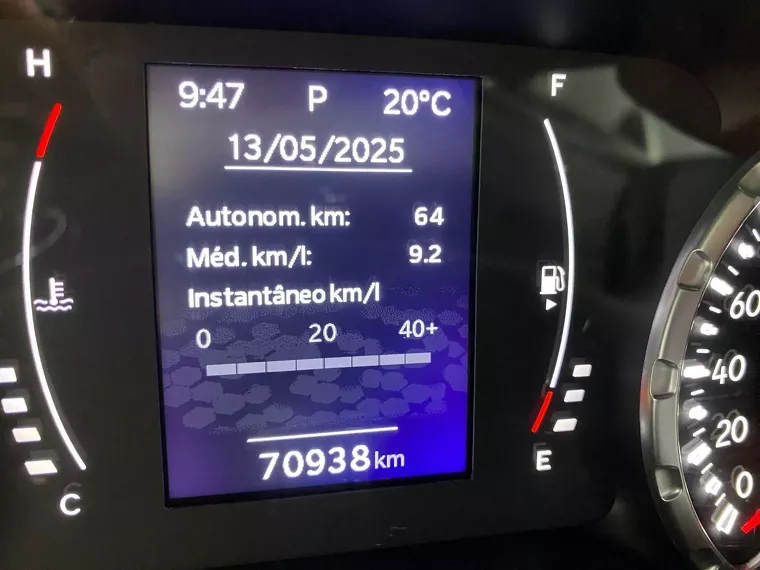 H
F
9:47 P 20°C
13/05/2025
Autonom. km: 64
Méd. km/l: 9.2
Instantâneo km/l
0 20 40+
70938 km
C
E
60
40
20
0